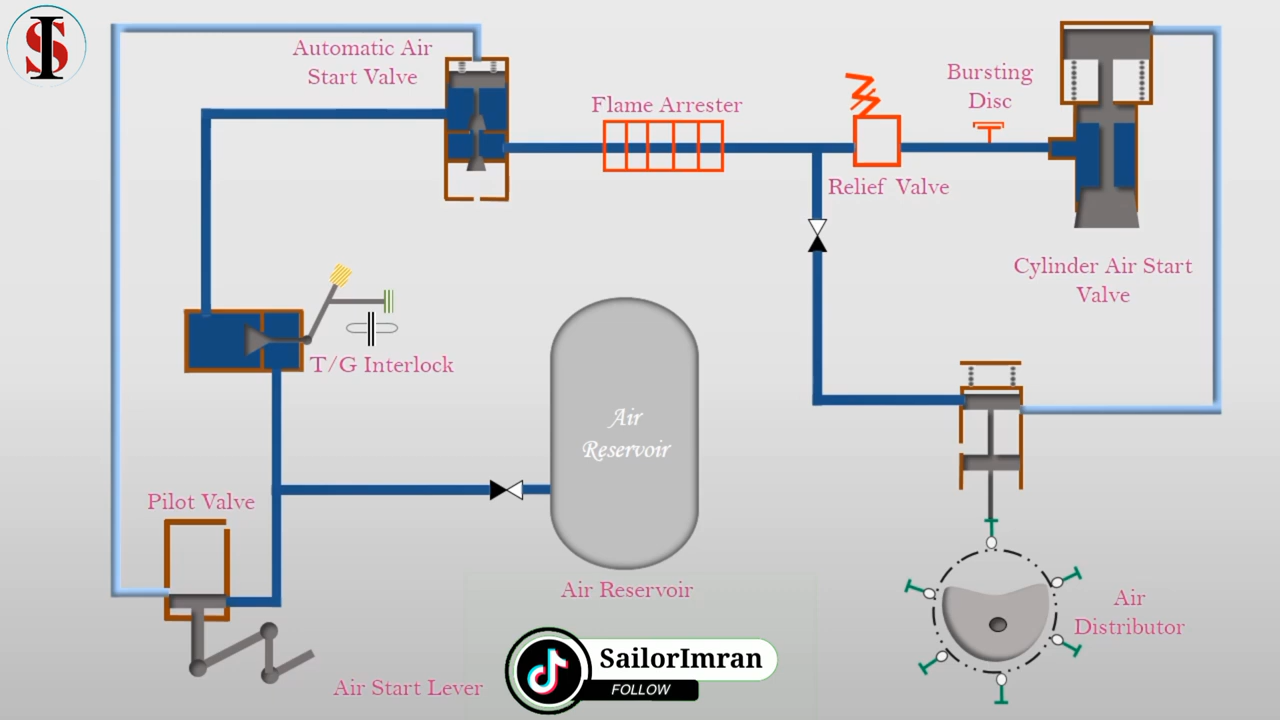 SI
Automatic Air
Start Valve
Flame Arrester
Bursting
Disc
Relief Valve
Cylinder Air Start
Valve
T/G Interlock
Air
Reservoir
Pilot Valve
Air Reservoir
Air
Distributor
Air Start Lever
SailorImran
FOLLOW